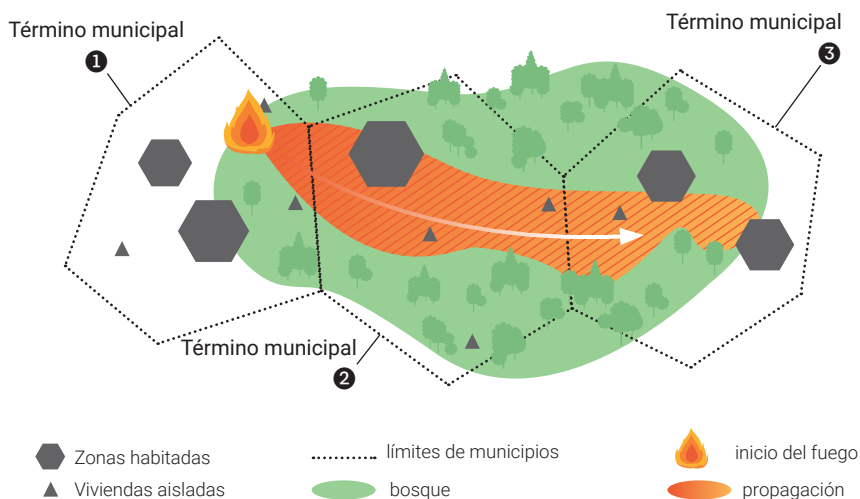 Término municipal
1
Término municipal
3
Término municipal
2
Zonas habitadas
límites de municipios
inicio del fuego
Viviendas aisladas
bosque
propagación